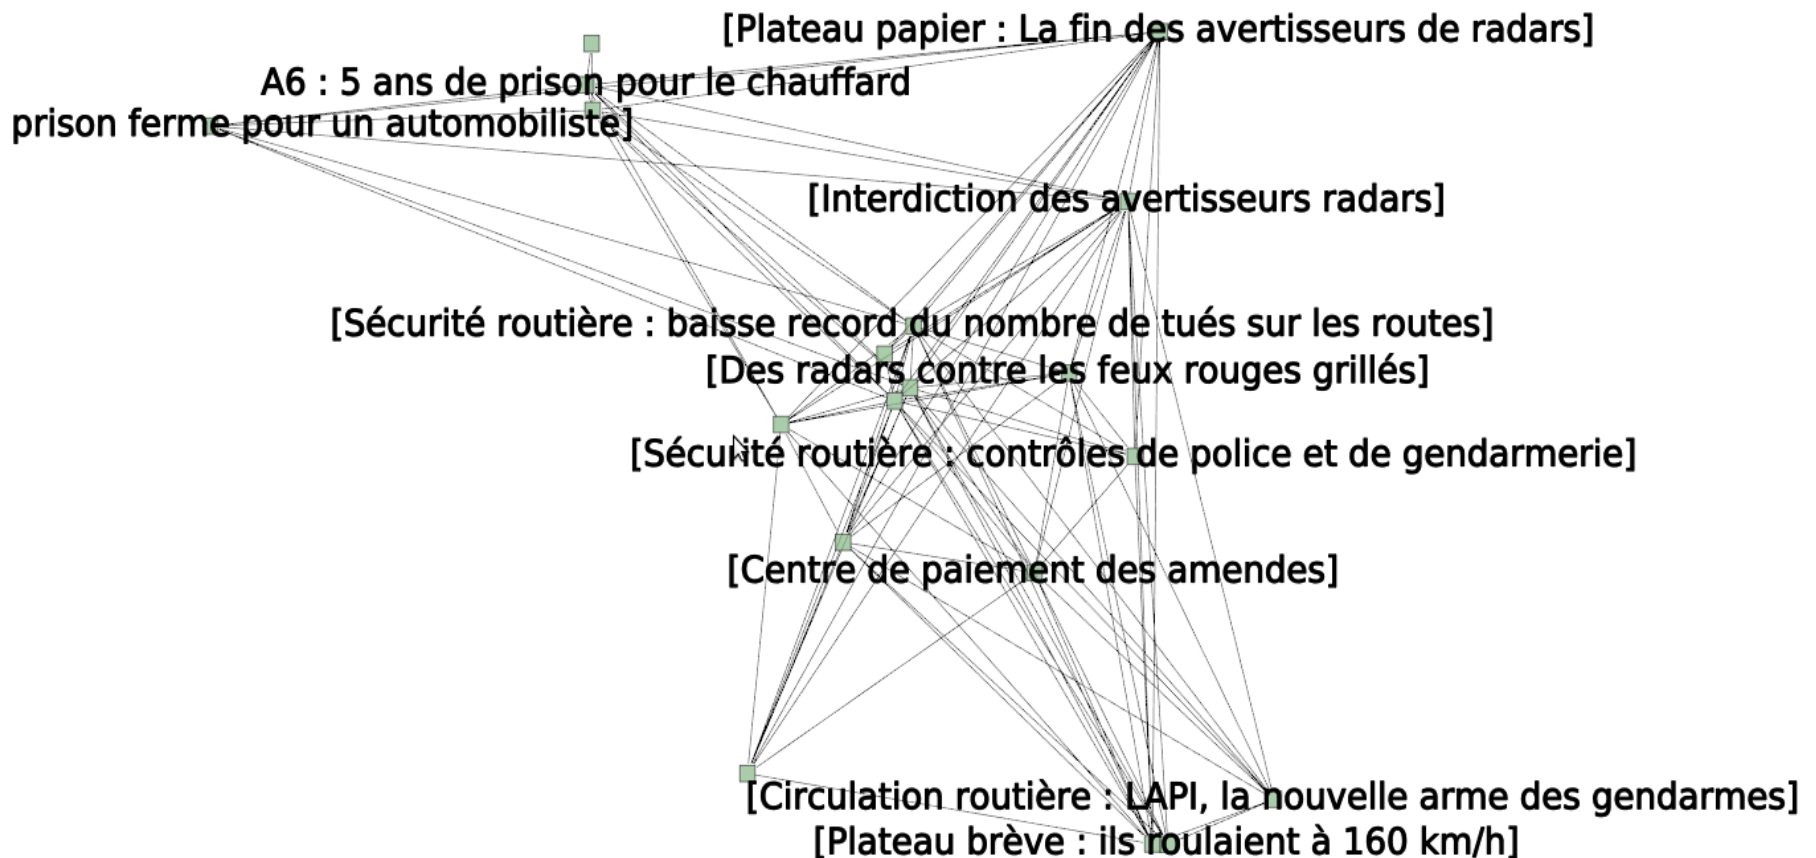 [Plateau papier : La fin des avertisseurs de radars]
A6 : 5 ans de prison pour le chauffard
prison ferme pour un automobiliste]
[Interdiction des avertisseurs radars]
[Sécurité routière : baisse record du nombre de tués sur les routes]
[Des radars contre les feux rouges grillés]
[Sécurité routière : contrôles de police et de gendarmerie]
[Centre de paiement des amendes]
[Circulation routière : LAPI, la nouvelle arme des gendarmes]
[Plateau brève : ils roulaient à 160 km/h]